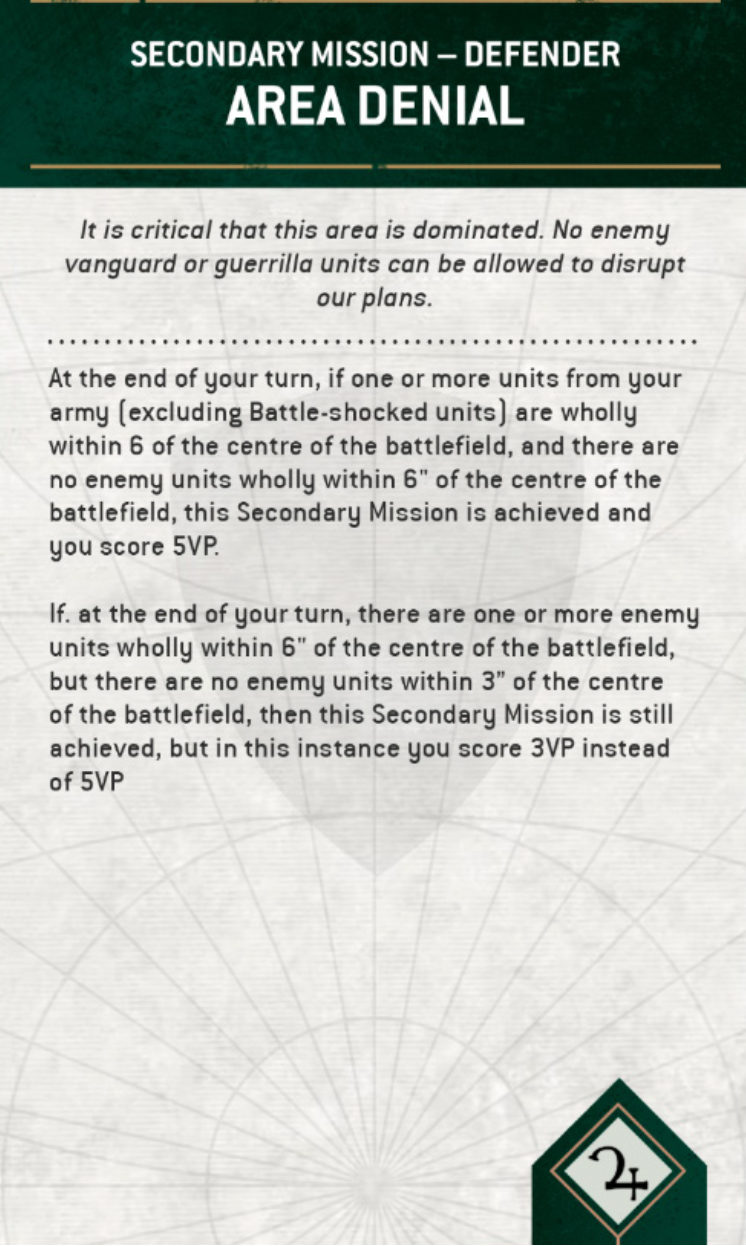 SECONDARY MISSION – DEFENDER
AREA DENIAL
It is critical that this area is dominated. No enemy
vanguard or guerrilla units can be allowed to disrupt
our plans.
At the end of your turn, if one or more units from your
army (excluding Battle-shocked units) are wholly
within 6 of the centre of the battlefield, and there are
no enemy units wholly within 6" of the centre of the
battlefield, this Secondary Mission is achieved and
you score 5VP.
If. at the end of your turn, there are one or more enemy
units wholly within 6" of the centre of the battlefield,
but there are no enemy units within 3" of the centre
of the battlefield, then this Secondary Mission is still
achieved, but in this instance you score 3VP instead
of 5VP